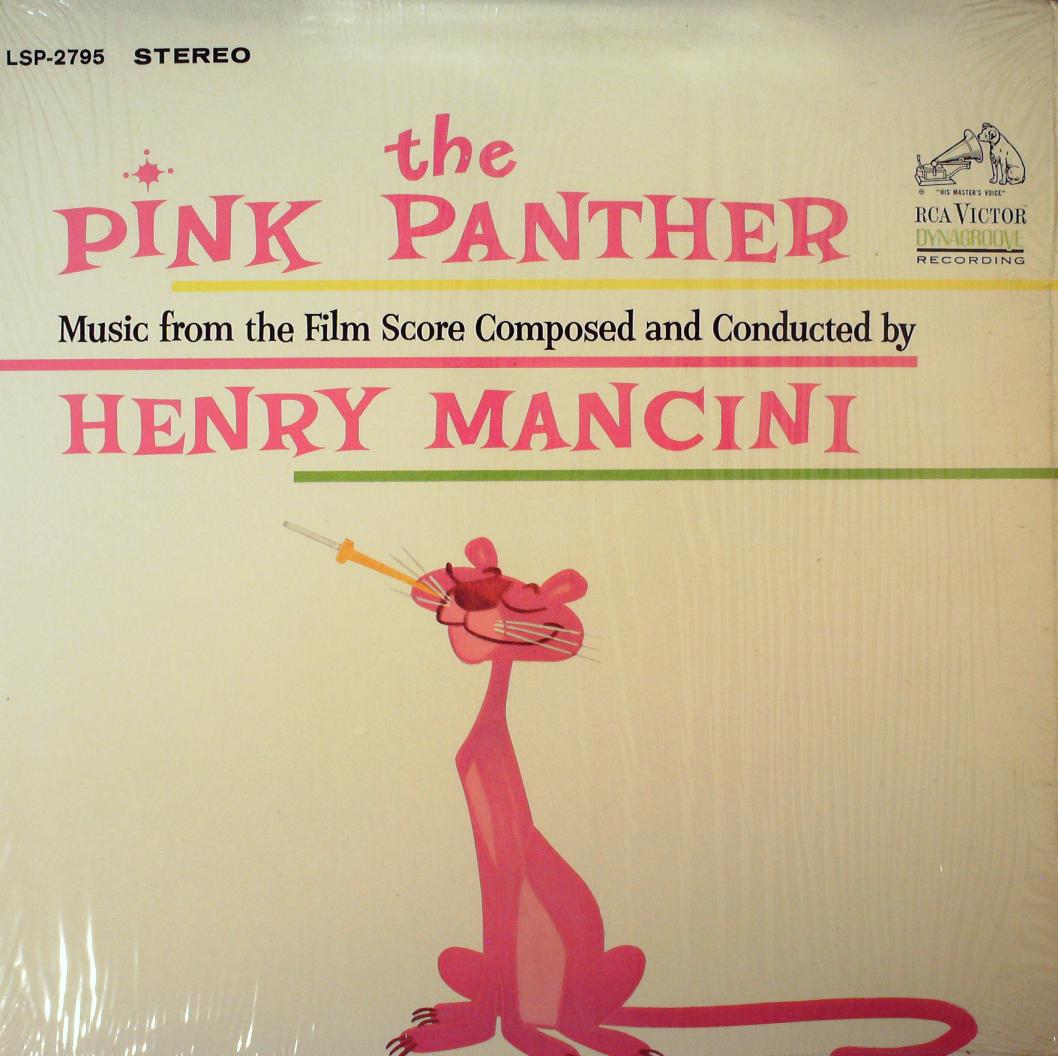 LSP-2795 STEREO
the
PINK PANTHER
"HIS MASTER'S VOICE"
RCA VICTOR
DYNAGROOVE
RECORDING
Music from the Film Score Composed and Conducted by
HENRY MANCINI